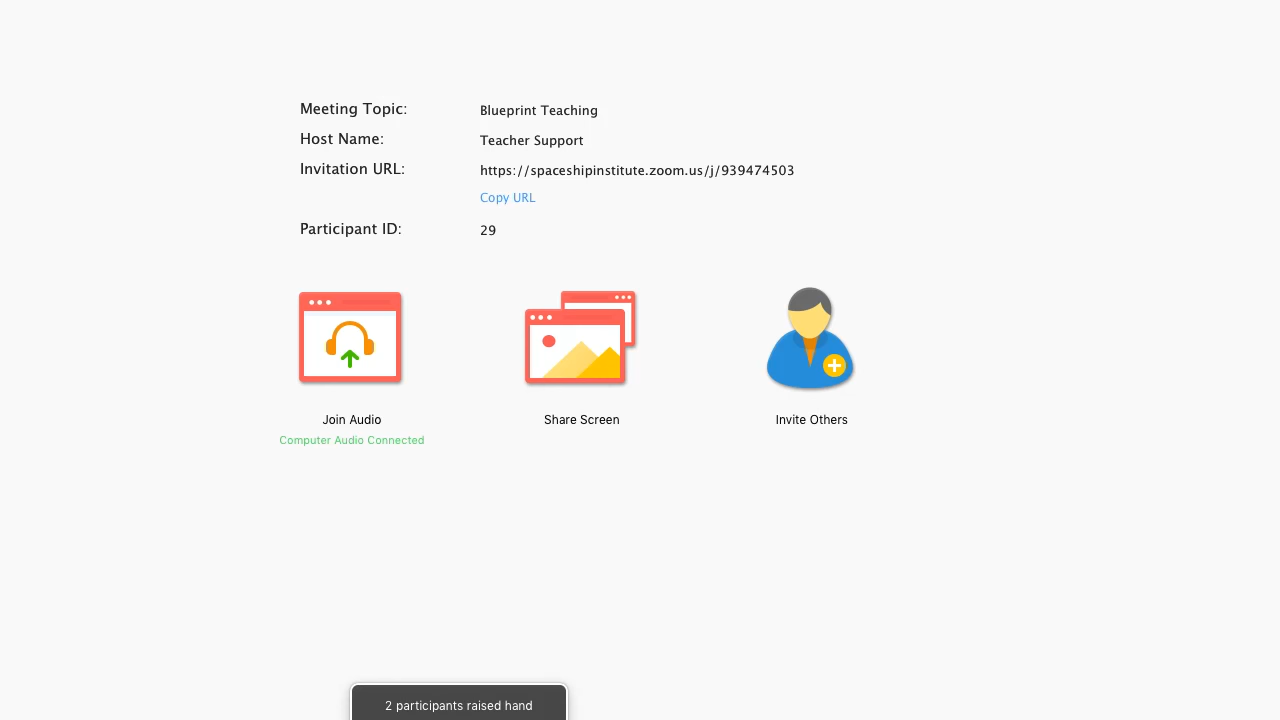 Meeting Topic: Blueprint Teaching
Host Name: Teacher Support
Invitation URL: https://spaceshipinstitute.zoom.us/j/939474503
Copy URL
Participant ID: 29
Join Audio Share Screen Invite Others
Computer Audio Connected
2 participants raised hand